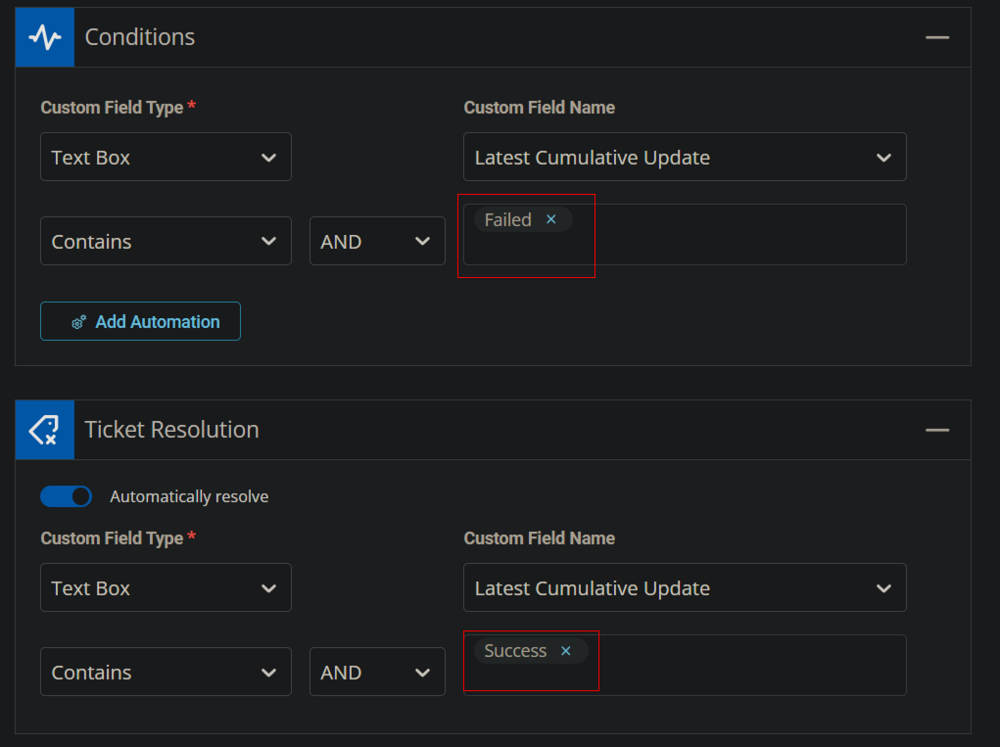 Conditions
Custom Field Type * Custom Field Name
Text Box Latest Cumulative Update
Contains AND Failed ×
Add Automation
Ticket Resolution
Automatically resolve
Custom Field Type * Custom Field Name
Text Box Latest Cumulative Update
Contains AND Success ×